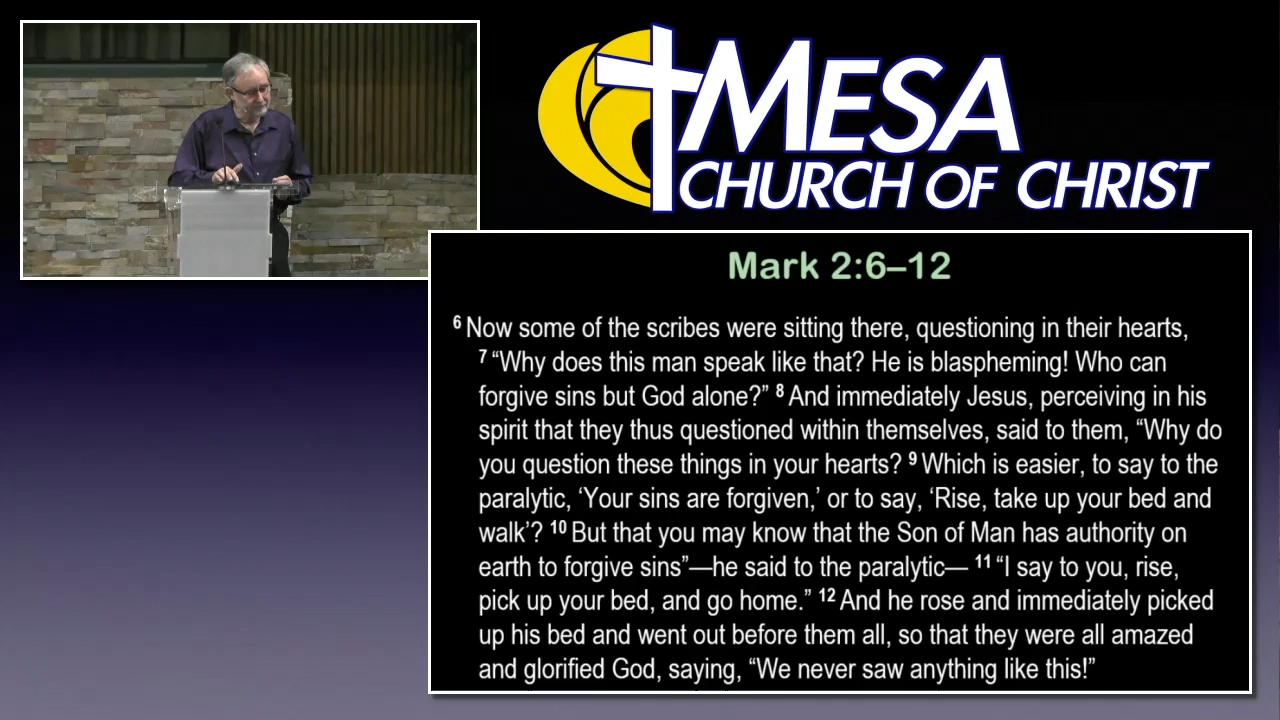 MESA
CHURCH OF CHRIST
Mark 2:6–12
6 Now some of the scribes were sitting there, questioning in their hearts,
7 “Why does this man speak like that? He is blaspheming! Who can
forgive sins but God alone?” 8 And immediately Jesus, perceiving in his
spirit that they thus questioned within themselves, said to them, “Why do
you question these things in your hearts? 9 Which is easier, to say to the
paralytic, ‘Your sins are forgiven,’ or to say, ‘Rise, take up your bed and
walk’? 10 But that you may know that the Son of Man has authority on
earth to forgive sins”—he said to the paralytic— 11 “I say to you, rise,
pick up your bed, and go home.” 12 And he rose and immediately picked
up his bed and went out before them all, so that they were all amazed
and glorified God, saying, “We never saw anything like this!”